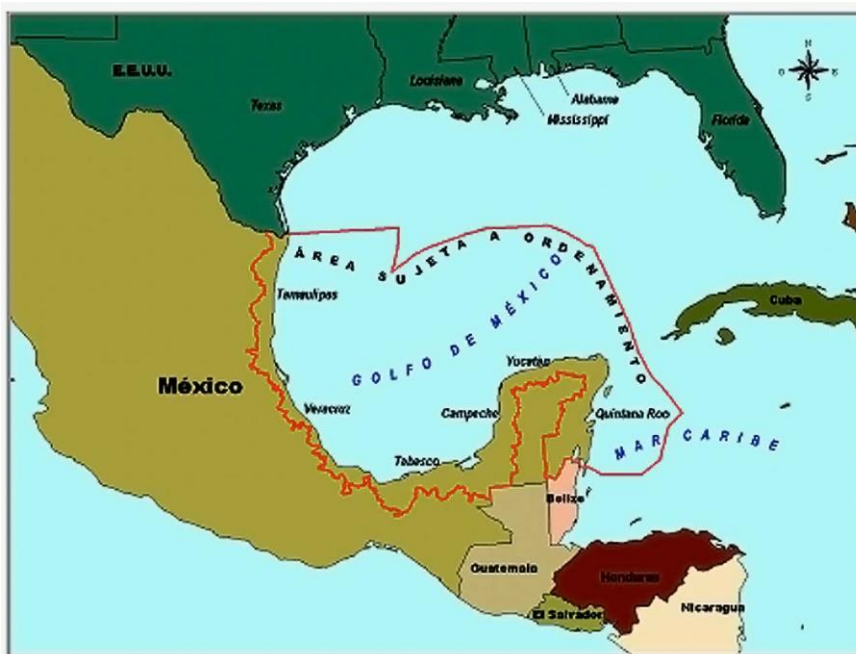 N
O E
S
E.E.U.U.
Texas
Louisiana
Alabama
Mississippi
Florida
ÁREA SUJETA A ORDENAMIENTO
Tamaulipas
GOLFO DE MÉXICO
Cuba
México
Veracruz
Yucatán
Campeche
Quintana Roo
MAR CARIBE
Tabasco
Belize
Guatemala
Honduras
El Salvador
Nicaragua